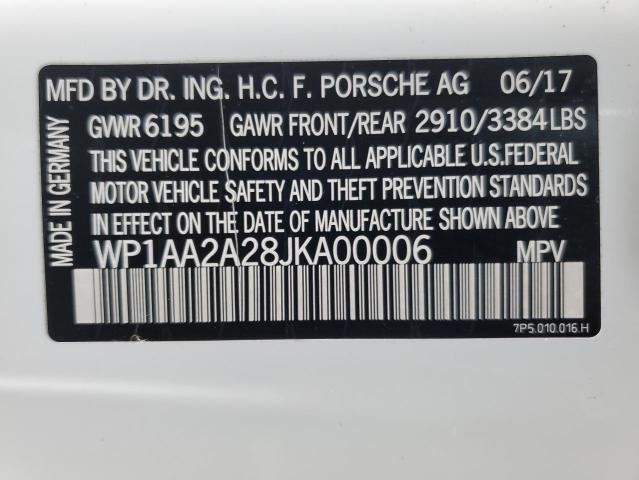 MFD BY DR. ING. H.C. F. PORSCHE AG 06/17
GVWR 6195 GAWR FRONT/REAR 2910/3384 LBS
THIS VEHICLE CONFORMS TO ALL APPLICABLE U.S. FEDERAL
MOTOR VEHICLE SAFETY AND THEFT PREVENTION STANDARDS
IN EFFECT ON THE DATE OF MANUFACTURE SHOWN ABOVE.
WP1AA2A28JKA00006 MPV
7P5.010.016.H
MADE IN GERMANY